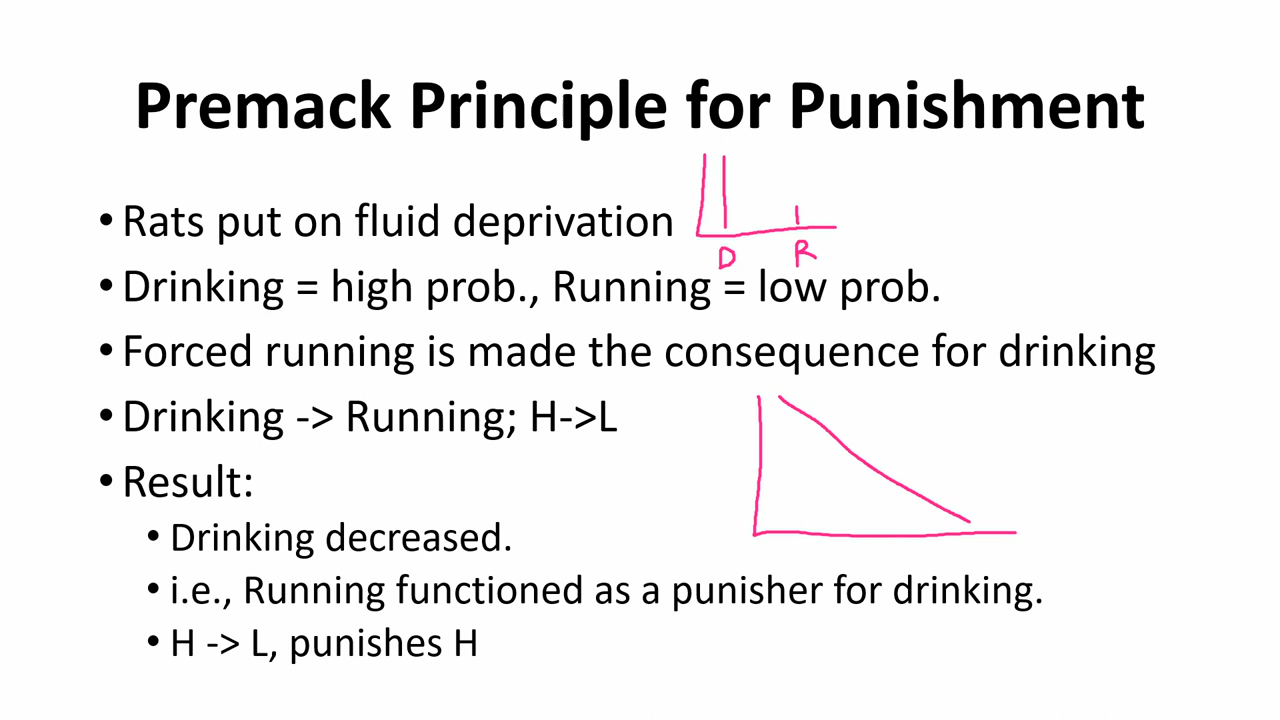 Premack Principle for Punishment
• Rats put on fluid deprivation
D R
• Drinking = high prob., Running = low prob.
• Forced running is made the consequence for drinking
• Drinking -> Running; H->L
• Result:
• Drinking decreased.
• i.e., Running functioned as a punisher for drinking.
• H -> L, punishes H